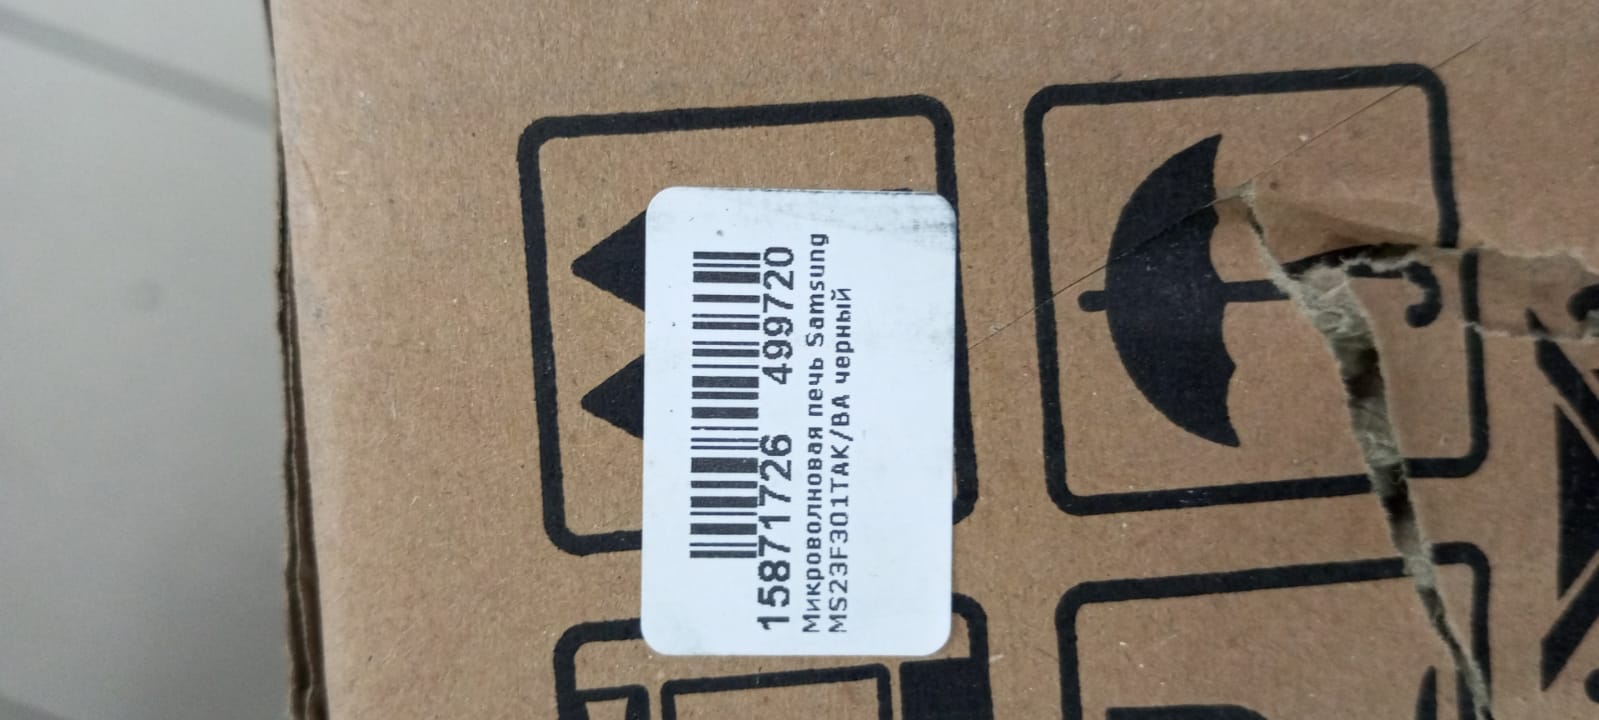 15871726 499720
Микроволновая печь Samsung
MS23F301TAK/BA черный